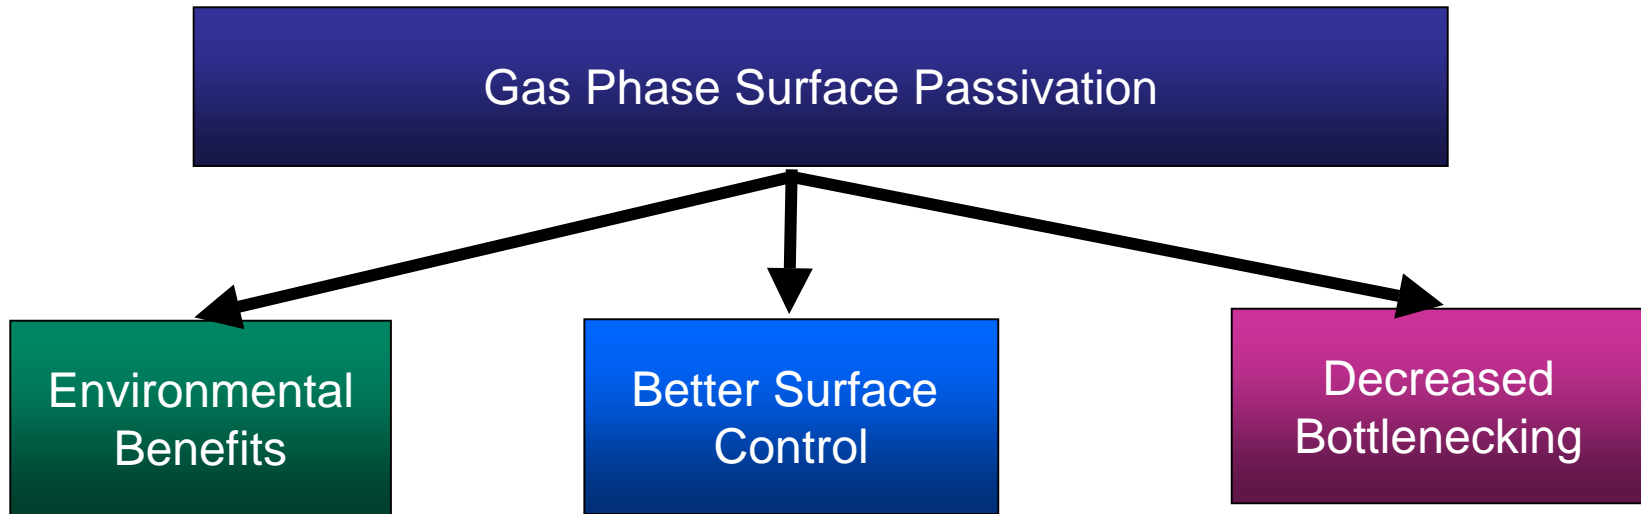 Gas Phase Surface Passivation
Environmental
Benefits
Better Surface
Control
Decreased
Bottlenecking